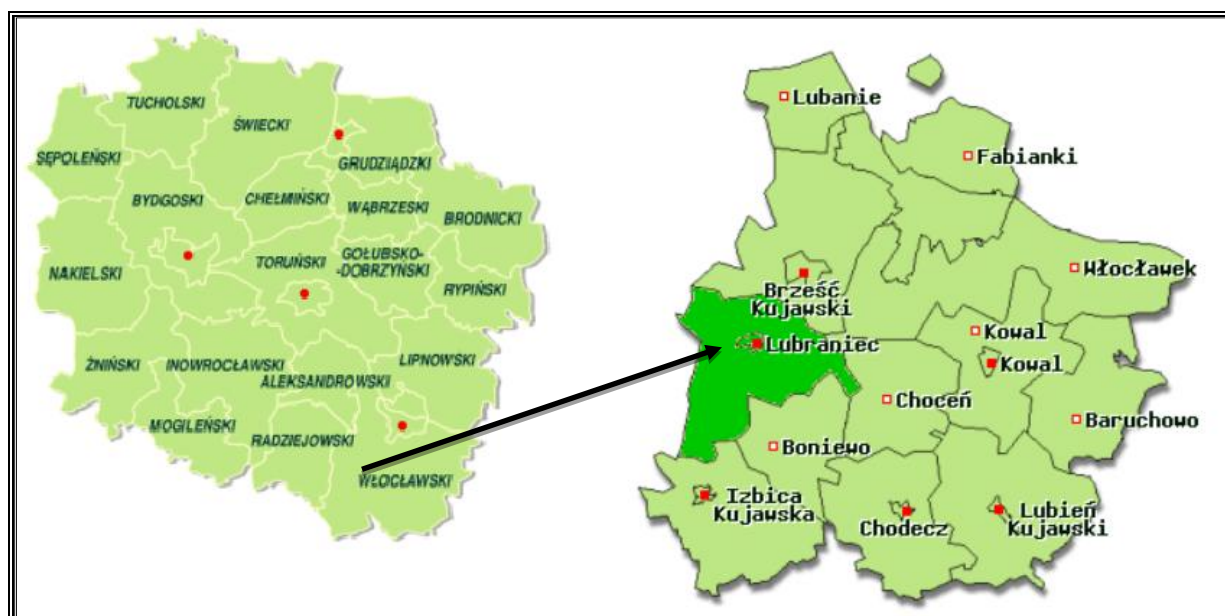 TUCHOLSKI
ŚWIECKI
SĘPOLEŃSKI
GRUDZIĄDZKI
BYDGOSKI
CHEŁMIŃSKI
WĄBRZESKI
BRODNICKI
NAKIELSKI
TORUŃSKI
GOŁUBSKO-
-DOBRZYŃSKI
RYPIŃSKI
ŻNIŃSKI
INOWROCŁAWSKI
LIPNOWSKI
ALEKSANDROWSKI
MOGILEŃSKI
RADZIEJOWSKI
WŁOCŁAWSKI
Lubanie
Fabianki
Włocławek
Brześć
Kujawski
Lubraniec
Kowal
Kowal
Choceń
Baruchowo
Boniewo
Izbica
Kujawska
Chodecz
Lubień
Kujawski